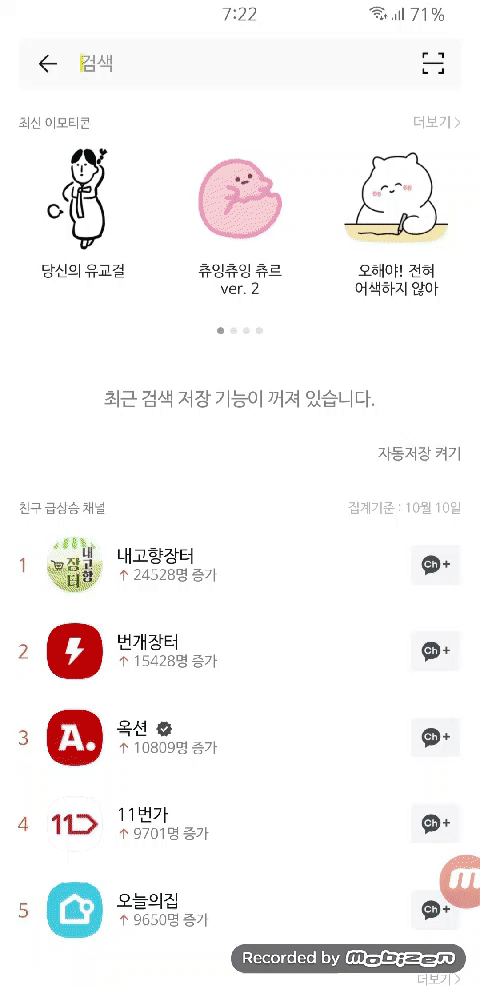 7:22
71%
검색
최신 이모티콘
더보기 >
당신의 유교걸
츄잉츄잉 츄르
ver. 2
오해야! 전혀
어색하지 않아
최근 검색 저장 기능이 꺼져 있습니다.
자동저장 켜기
친구 급상승 채널
집계기준 : 10월 10일
1
내고향
장터
내고향장터
↑ 24528명 증가
Ch+
2
번개장터
↑ 15428명 증가
Ch+
3
A.
옥션
↑ 10809명 증가
Ch+
4
11
11번가
↑ 9701명 증가
Ch+
5
오늘의집
↑ 9650명 증가
Ch+
m
Recorded by mobizen
더보기 >